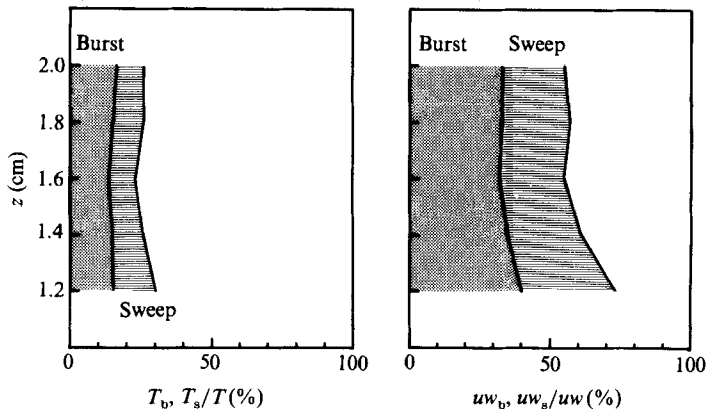 Burst
Sweep
2.0
1.8
1.6
1.4
1.2
z (cm)
Sweep
0
50
100
T_b, T_s/T (%)
Burst
Sweep
0
50
100
uw_b, uw_s/uw (%)